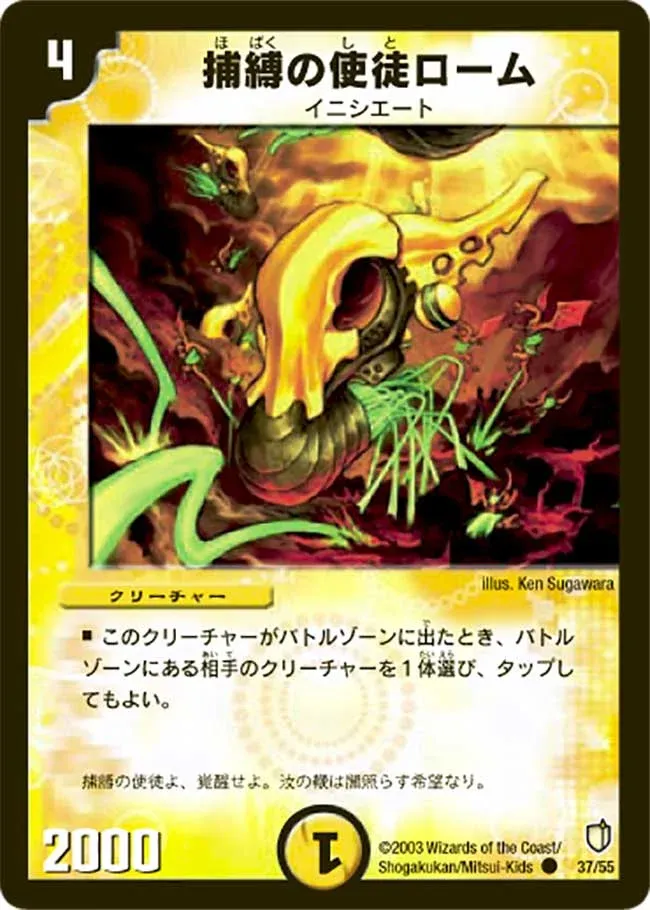 4
捕縛の使徒ローム
ほばく しと
イニシエート
illus. Ken Sugawara
クリーチャー
■ このクリーチャーがバトルゾーンに出たとき、バトル
ゾーンにある相手のクリーチャーを1体選び、タップし
てもよい。
捕縛の使徒よ、覚醒せよ。汝の轍は闇照らす希望なり。
2000
1
©2003 Wizards of the Coast/
Shogakukan/Mitsui-Kids
37/55